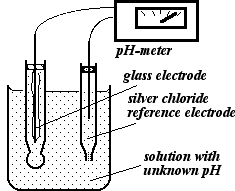 pH-meter
glass electrode
silver chloride
reference electrode
solution with
unknown pH